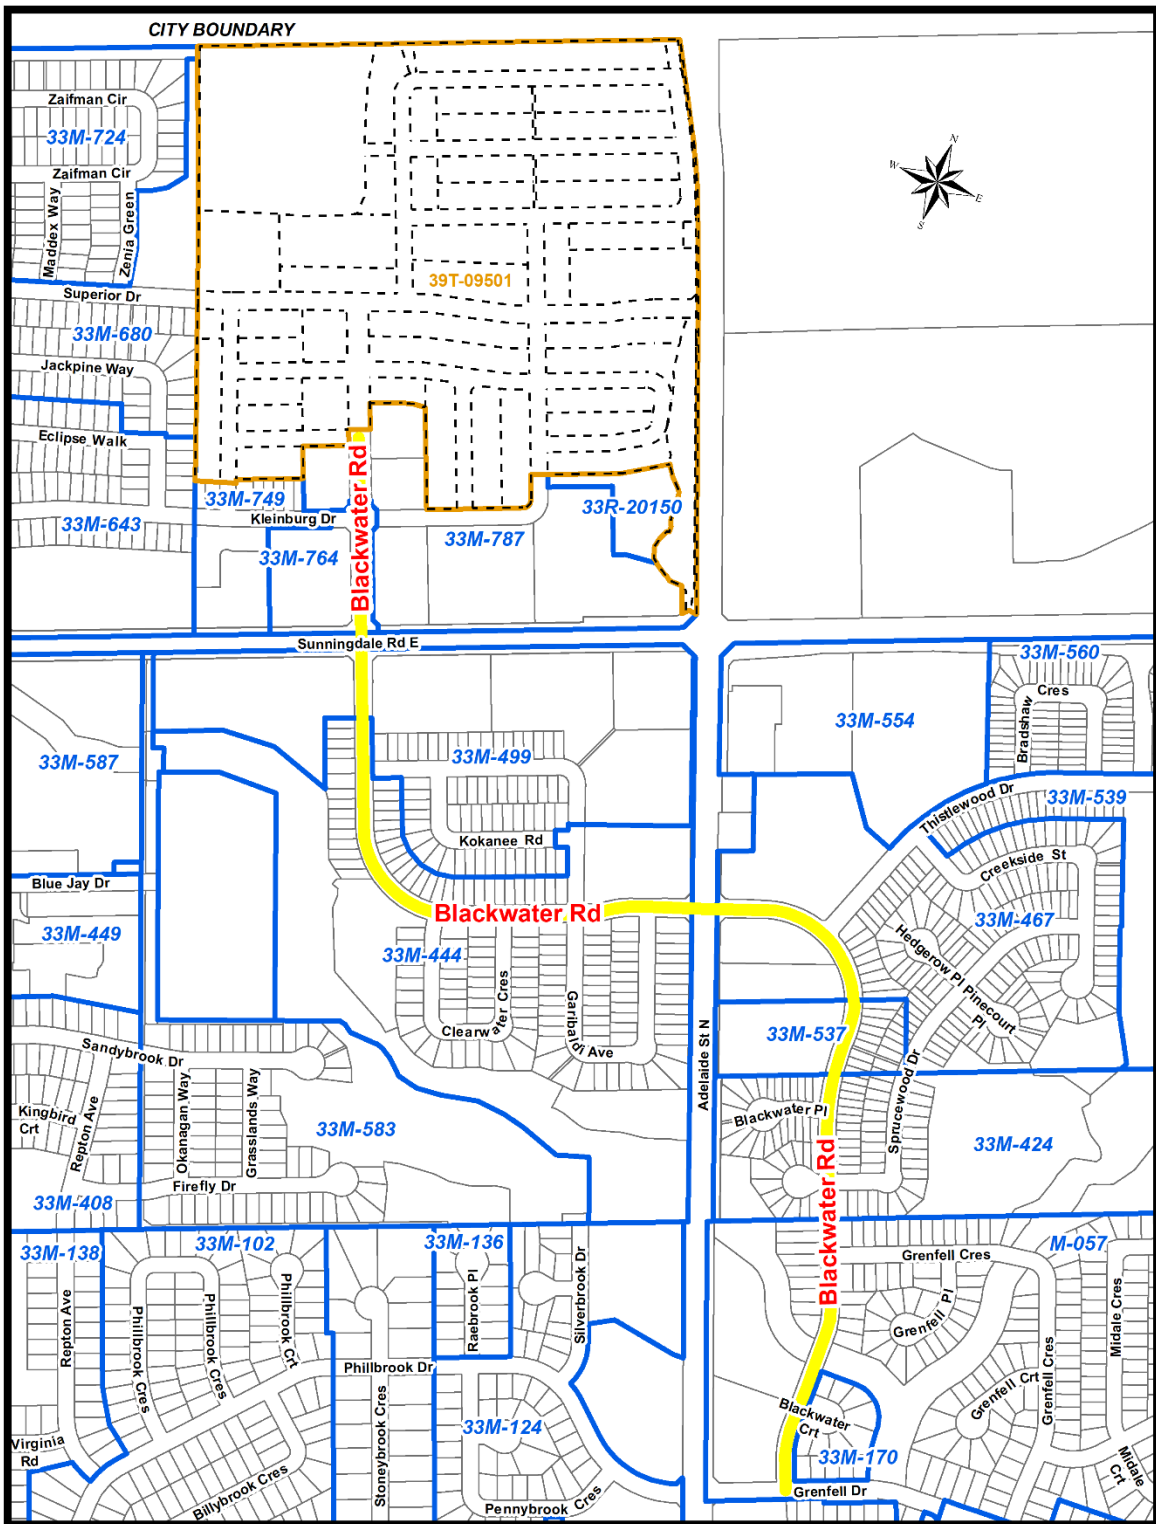 CITY BOUNDARY
Zaifman Cir
33M-724
Zaifman Cir
Maddex Way
Zenia Green
N
W
E
S
Superior Dr
39T-09501
33M-680
Jackpine Way
Eclipse Walk
Blackwater Rd
33M-749
33R-20150
Kleinburg Dr
33M-643
33M-764
33M-787
Sunningdale Rd E
33M-560
Cres
Bradshaw
33M-554
33M-587
33M-499
Thistlewood Dr
33M-539
Kokanee Rd
Creekside St
Blue Jay Dr
Blackwater Rd
33M-467
33M-449
33M-444
Hedgerow Pl
Pinecourt
Pl
Clearwater Cres
Garibaldi Ave
33M-537
Sandybrook Dr
Adelaide St N
Sprucewood Dr
Okanagan Way
Grasslands Way
Kingbird
Crt
Repton Ave
Blackwater Pl
33M-583
33M-424
Blackwater Rd
Firefly Dr
33M-408
33M-138
33M-102
33M-136
M-057
Grenfell Cres
Repton Ave
Phillbrook Cres
Phillbrook Cres
Phillbrook Crt
Raebrook Pl
Silverbrook Dr
Grenfell Pl
Midale Cres
Phillbrook Dr
Grenfell Crt
Grenfell Cres
Stoneybrook Cres
33M-124
Blackwater
Crt
Virginia
Rd
33M-170
Midale
Crt
Billybrook Cres
Pennybrook Cres
Grenfell Dr